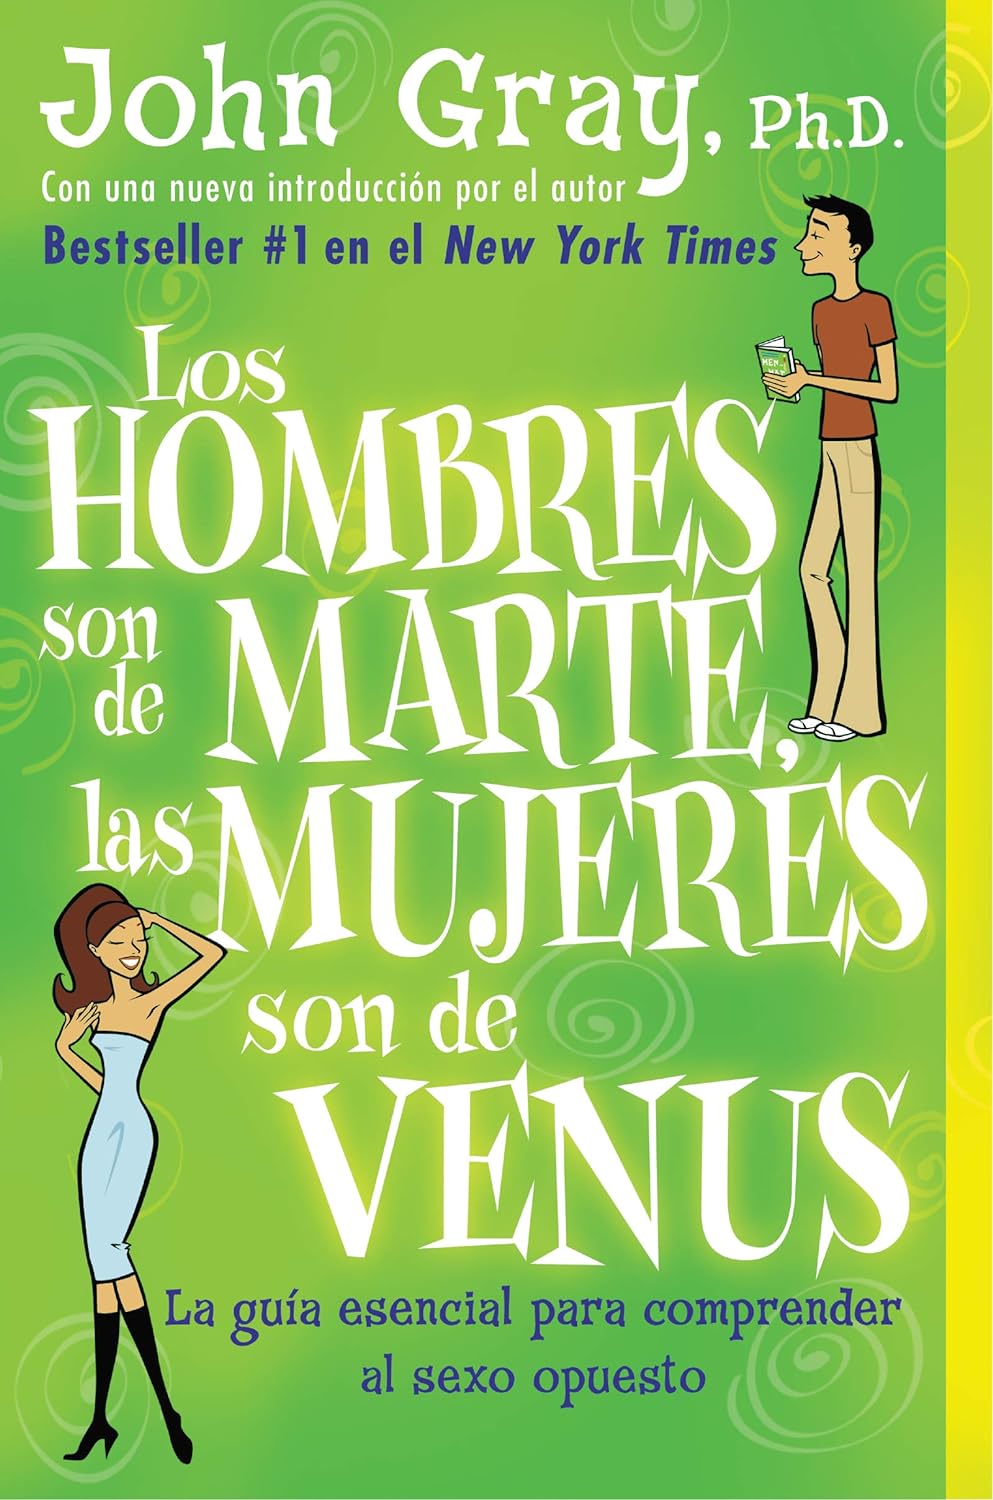 John Gray, Ph.D.
Con una nueva introducción por el autor
Bestseller #1 en el New York Times
MEN
Los
HOMBRES
son de MARTE,
las MUJERES
son de
VENUS
La guía esencial para comprender
al sexo opuesto